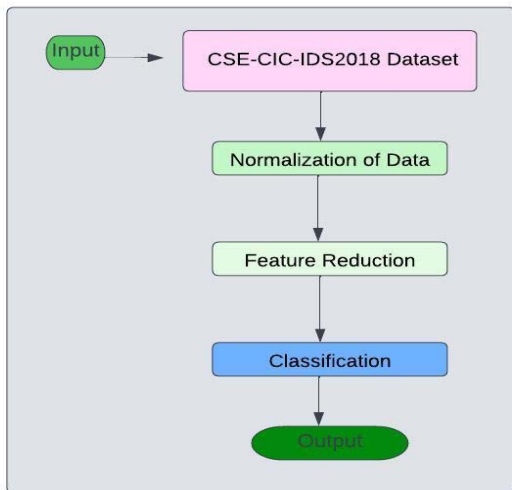 Input
CSE-CIC-IDS2018 Dataset
Normalization of Data
Feature Reduction
Classification
Output